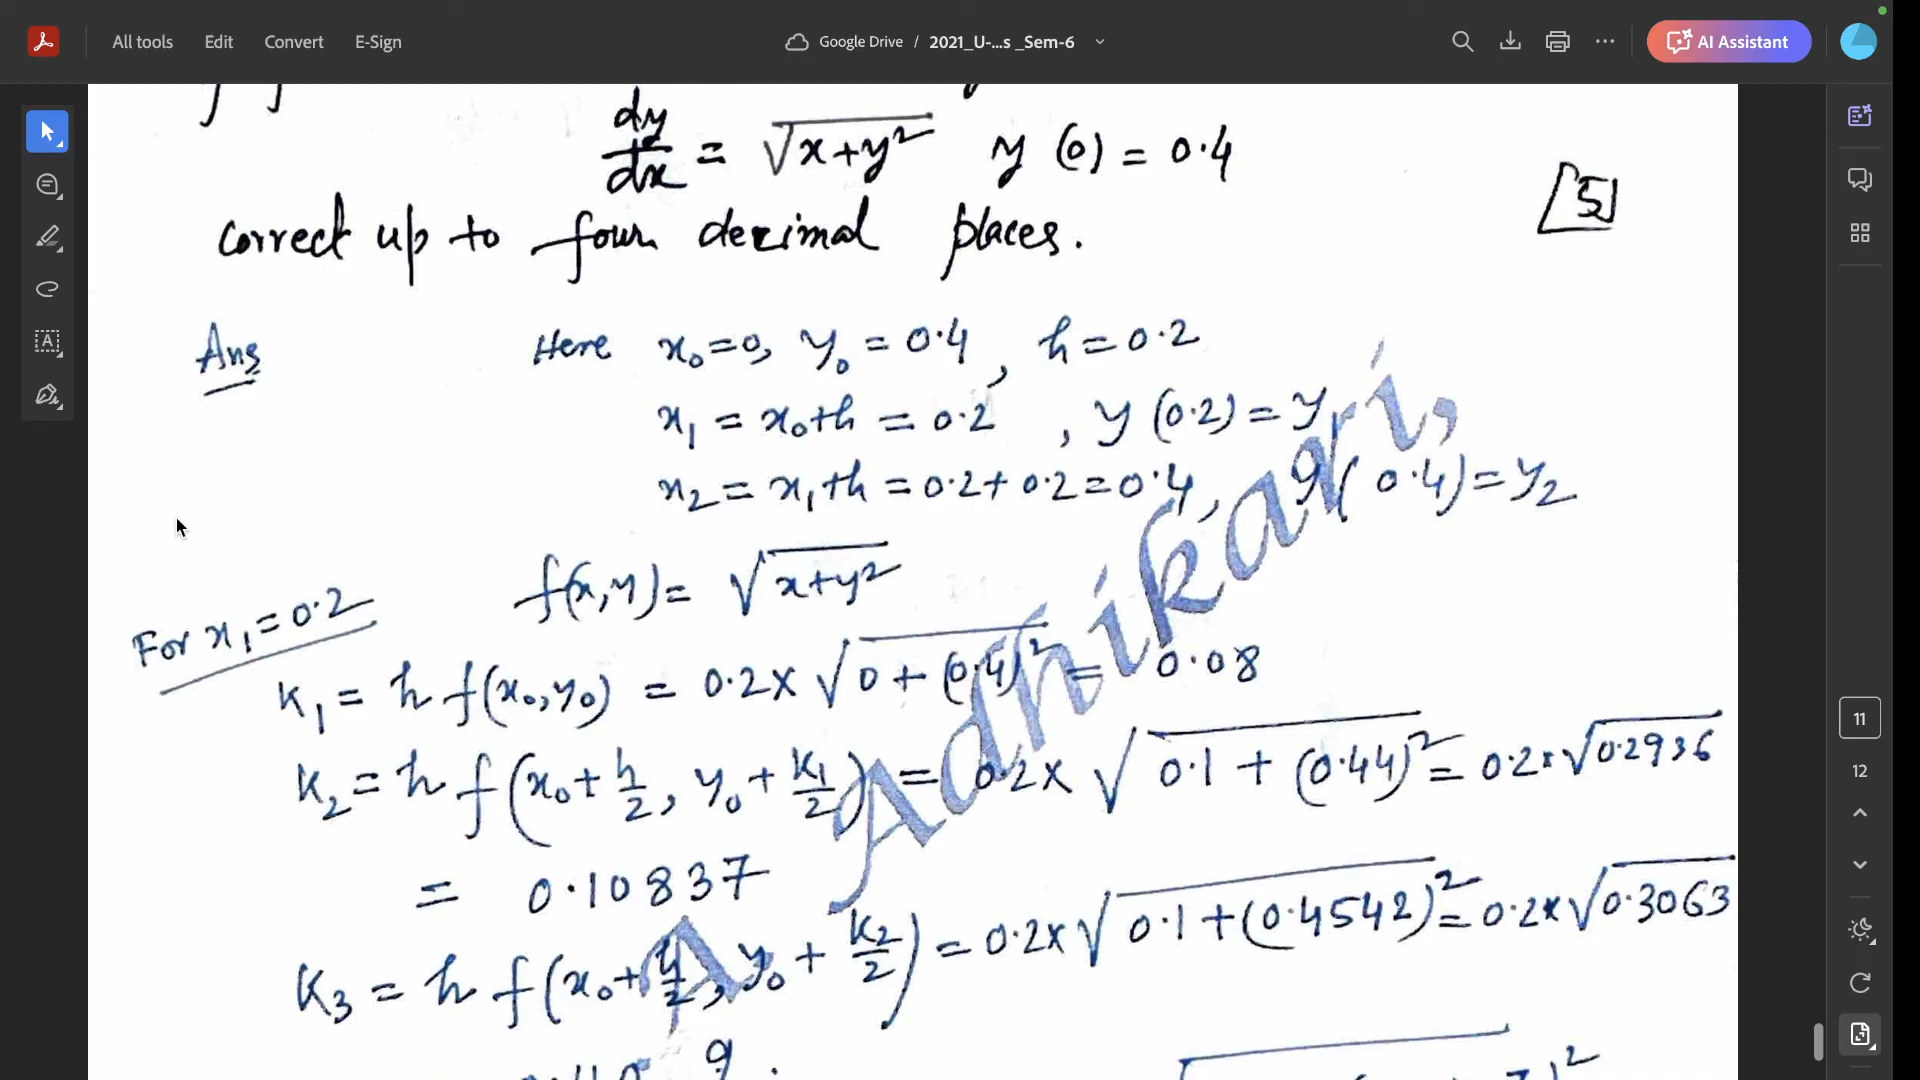 All tools Edit Convert E-Sign Google Drive / 2021_U-...s _Sem-6 AI Assistant
dy/dx = √(x+y²) y (0) = 0.4
correct up to four decimal places. [5]
Ans Here x₀=0, y₀ = 0.4, h=0.2
x₁ = x₀+h = 0.2, y (0.2) = y₁
x₂ = x₁+h = 0.2+0.2=0.4, y(0.4)=y₂
f(x,y)= √(x+y²)
For x₁=0.2
K₁ = h f(x₀,y₀) = 0.2x √(0+(0.4)²) = 0.08
K₂ = h f(x₀+h/2, y₀+K₁/2) = 0.2x √(0.1+(0.44)²) = 0.2x√0.2936
= 0.10837
K₃ = h f(x₀+h/2, y₀+K₂/2) = 0.2x√(0.1+(0.4542)²) = 0.2x√0.3063
Adhikari,
11
12